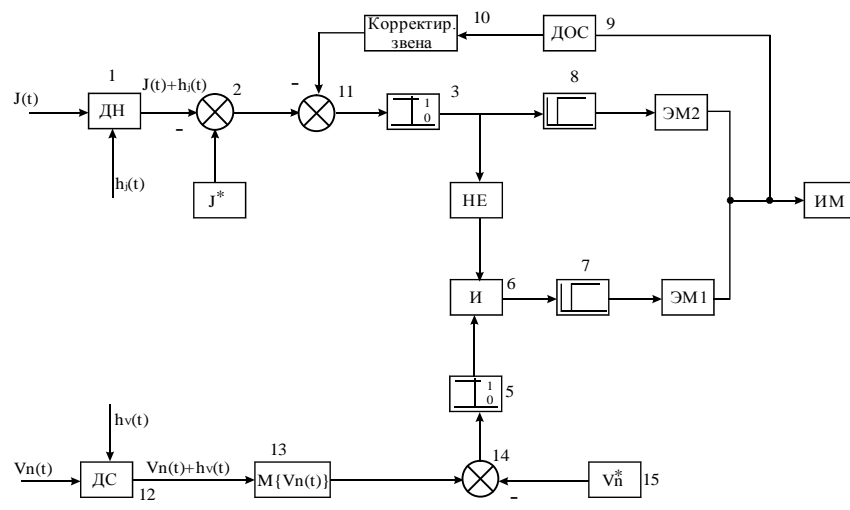 Корректир.
звена
10
ДОС
9
1
J(t)
ДН
J(t)+hj(t)
-
2
-
-
11
1
0
3
8
ЭМ2
hj(t)
J*
НЕ
ИМ
И
6
7
ЭМ1
1
0
5
hv(t)
Vn(t)
ДС
12
Vn(t)+hv(t)
13
M{Vn(t)}
14
-
Vn*
15